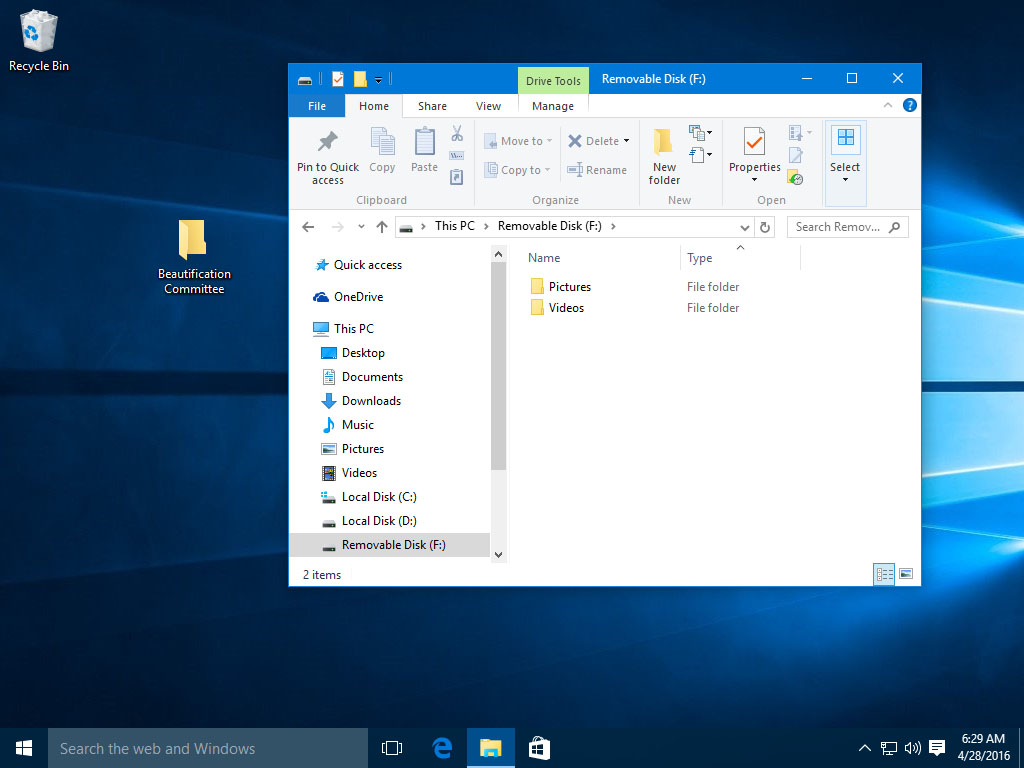 Recycle Bin
Beautification
Committee
Drive Tools
Removable Disk (F:)
File
Home
Share
View
Manage
Pin to Quick
access
Copy
Paste
Clipboard
Move to
Copy to
Delete
Rename
Organize
New
folder
New
Properties
Open
Select
This PC
Removable Disk (F:)
Search Remov...
Quick access
OneDrive
This PC
Desktop
Documents
Downloads
Music
Pictures
Videos
Local Disk (C:)
Local Disk (D:)
Removable Disk (F:)
Name
Type
Pictures
File folder
Videos
File folder
2 items
Search the web and Windows
6:29 AM
4/28/2016